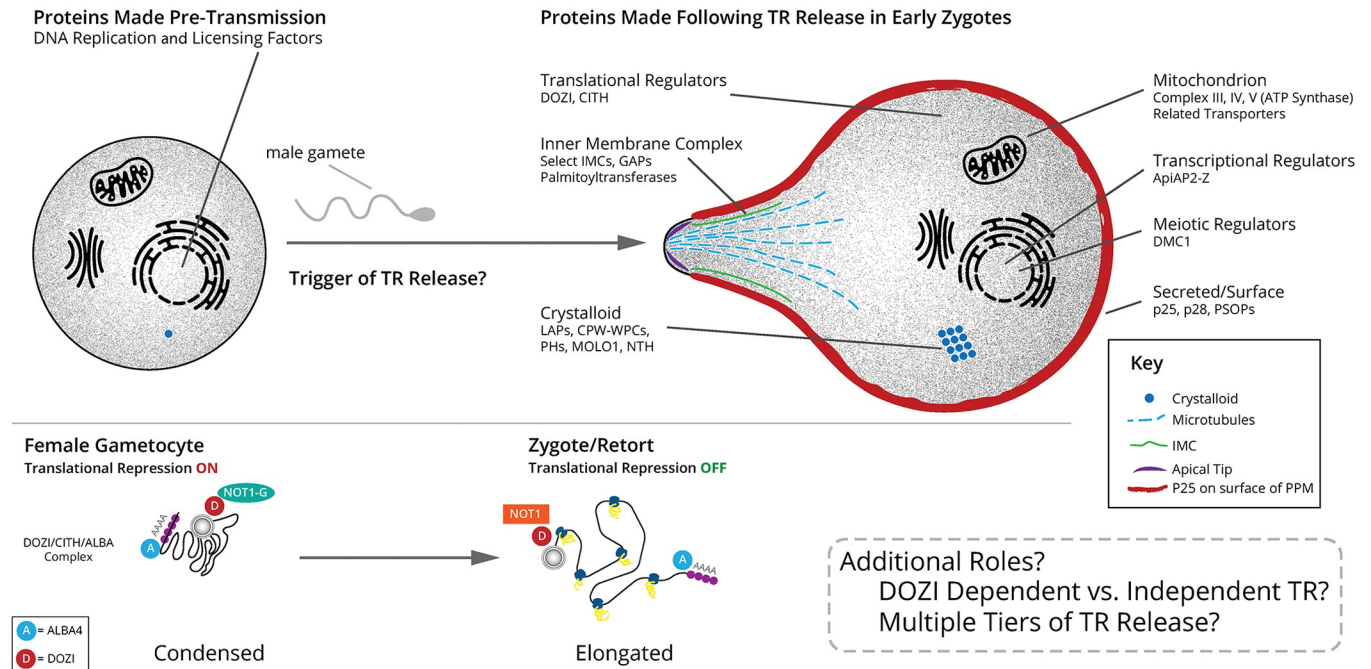 Proteins Made Pre-Transmission
DNA Replication and Licensing Factors
male gamete
Trigger of TR Release?
Proteins Made Following TR Release in Early Zygotes
Translational Regulators
DOZI, CITH
Inner Membrane Complex
Select IMCs, GAPs
Palmitoyltransferases
Crystalloid
LAPs, CPW-WPCs,
PHs, MOLO1, NTH
Mitochondrion
Complex III, IV, V (ATP Synthase)
Related Transporters
Transcriptional Regulators
ApiAP2-Z
Meiotic Regulators
DMC1
Secreted/Surface
p25, p28, PSOPs
Key
Crystalloid
Microtubules
IMC
Apical Tip
P25 on surface of PPM
Female Gametocyte
Translational Repression ON
DOZI/CITH/ALBA
Complex
AAAA
A
D
NOT1-G
Condensed
A = ALBA4
D = DOZI
Zygote/Retort
Translational Repression OFF
NOT1
D
A
AAAA
Elongated
Additional Roles?
DOZI Dependent vs. Independent TR?
Multiple Tiers of TR Release?